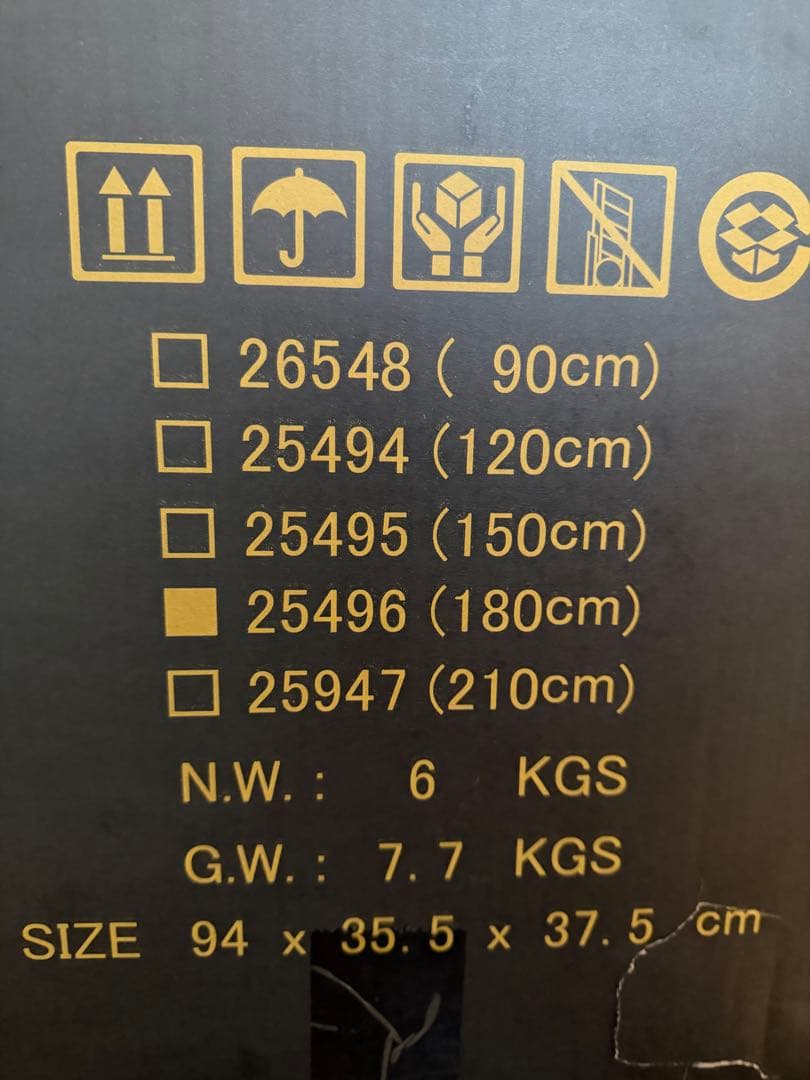 26548 ( 90cm)
25494 (120cm)
25495 (150cm)
25496 (180cm)
25947 (210cm)
N.W. : 6 KGS
G.W. : 7.7 KGS
SIZE 94 x 35.5 x 37.5 cm